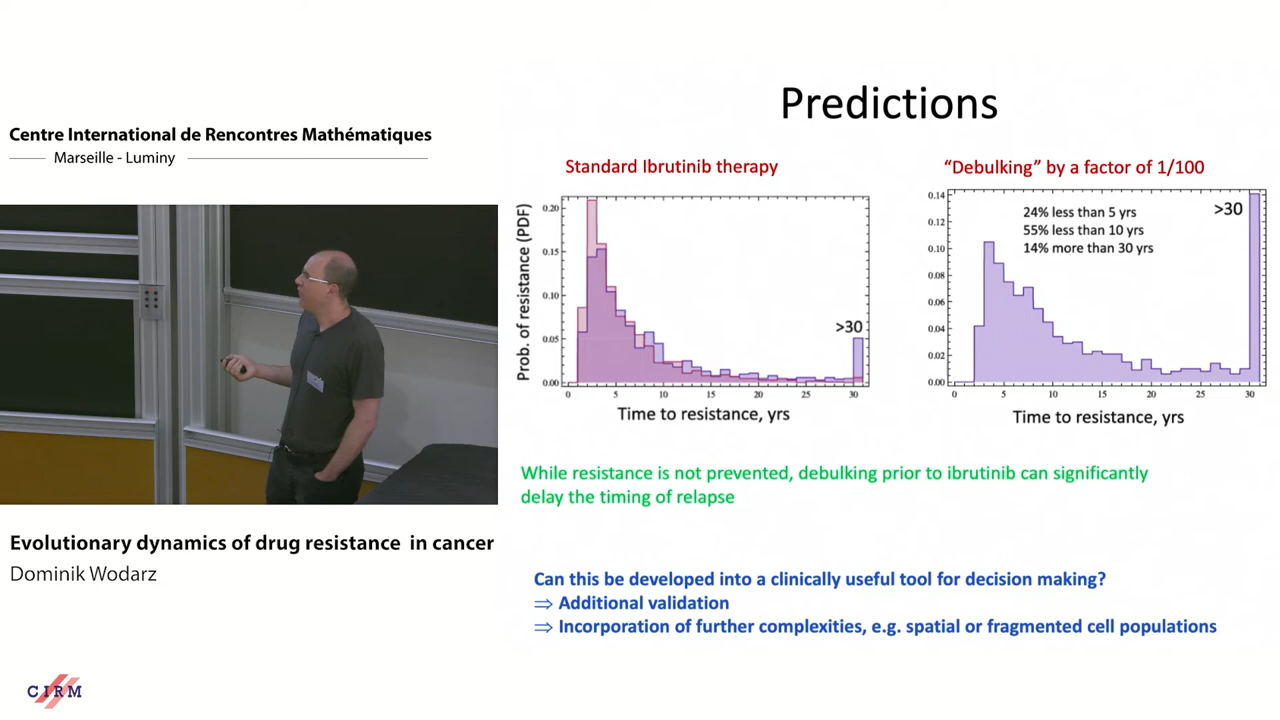 Centre International de Rencontres Mathématiques
Marseille - Luminy
Predictions
Standard Ibrutinib therapy
"Debulking" by a factor of 1/100
Prob. of resistance (PDF)
0.20
0.15
0.10
0.05
0.00
>30
0 5 10 15 20 25 30
Time to resistance, yrs
0.14
0.12
0.10
0.08
0.06
0.04
0.02
0.00
24% less than 5 yrs
55% less than 10 yrs
14% more than 30 yrs
>30
0 5 10 15 20 25 30
Time to resistance, yrs
While resistance is not prevented, debulking prior to ibrutinib can significantly
delay the timing of relapse
Evolutionary dynamics of drug resistance in cancer
Dominik Wodarz
Can this be developed into a clinically useful tool for decision making?
⇒ Additional validation
⇒ Incorporation of further complexities, e.g. spatial or fragmented cell populations
CIRM